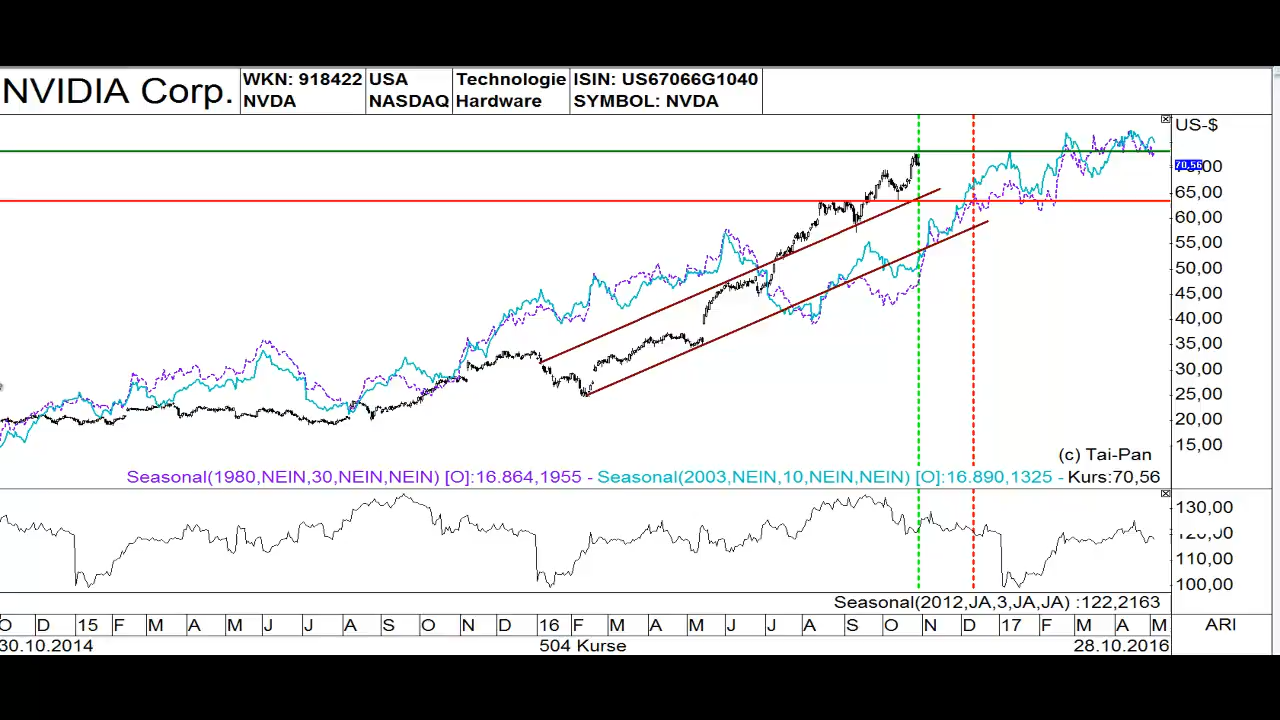 NVIDIA Corp. WKN: 918422 USA Technologie ISIN: US67066G1040
NVDA NASDAQ Hardware SYMBOL: NVDA
US-$
70,56
65,00
60,00
55,00
50,00
45,00
40,00
35,00
30,00
25,00
20,00
15,00
(c) Tai-Pan
Seasonal(1980,NEIN,30,NEIN,NEIN) [O]:16.864,1955 - Seasonal(2003,NEIN,10,NEIN,NEIN) [O]:16.890,1325 - Kurs:70,56
130,00
120,00
110,00
100,00
Seasonal(2012,JA,3,JA,JA) :122,2163
O D 15 F M A M J J A S O N D 16 F M A M J J A S O N D 17 F M A M ARI
30.10.2014 504 Kurse 28.10.2016